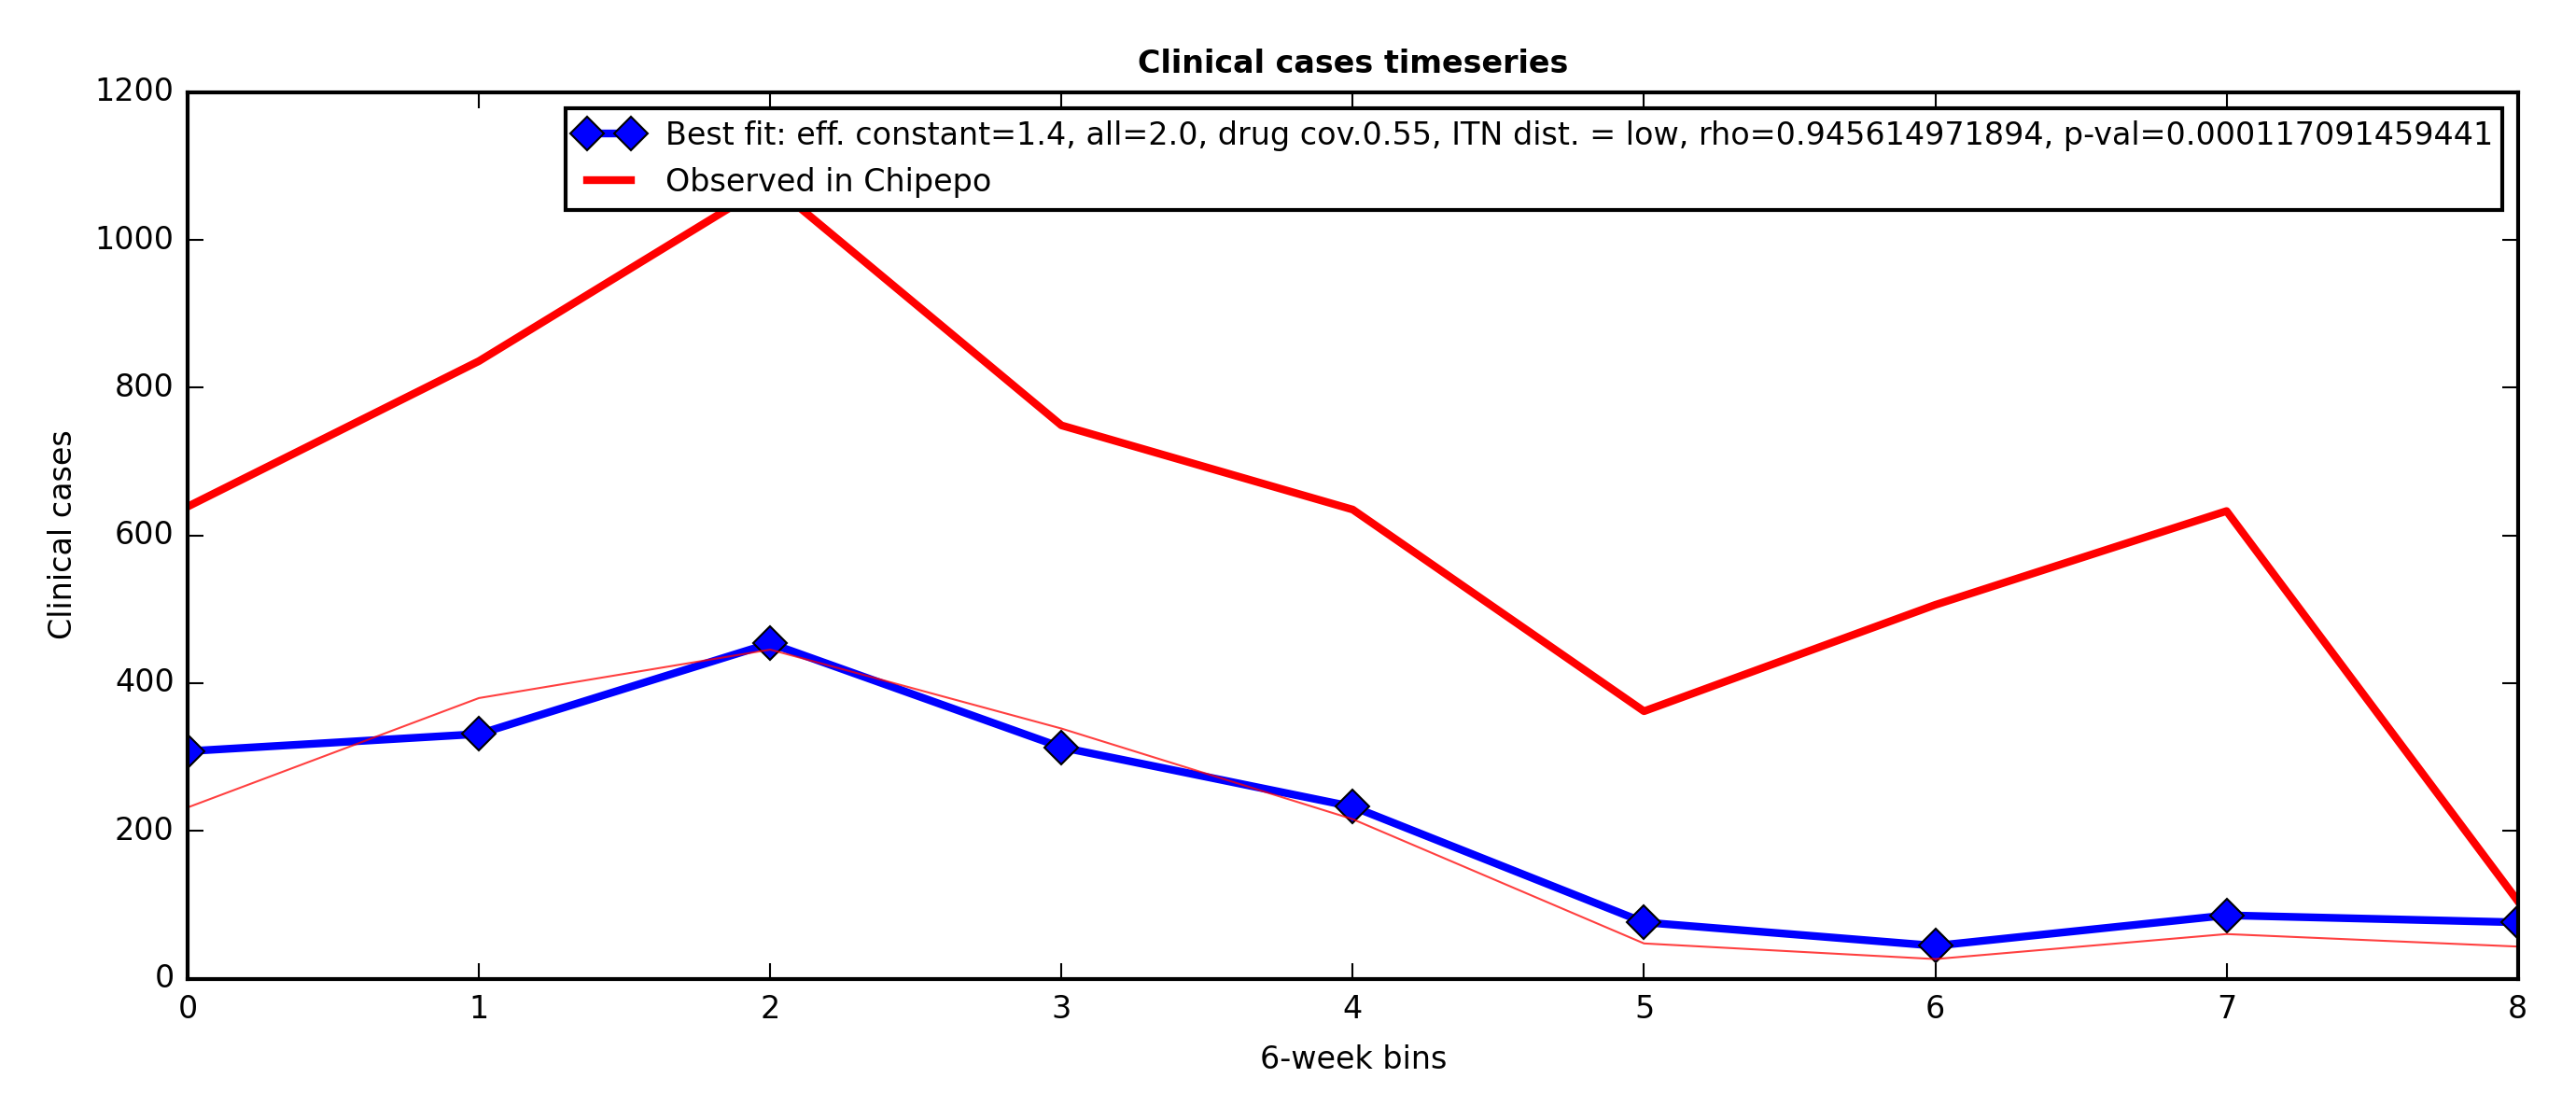 Clinical cases timeseries
1200
1000
800
600
400
200
0
Clinical cases
Best fit: eff. constant=1.4, all=2.0, drug cov.0.55, ITN dist. = low, rho=0.945614971894, p-val=0.000117091459441
Observed in Chipepo
0 1 2 3 4 5 6 7 8
6-week bins